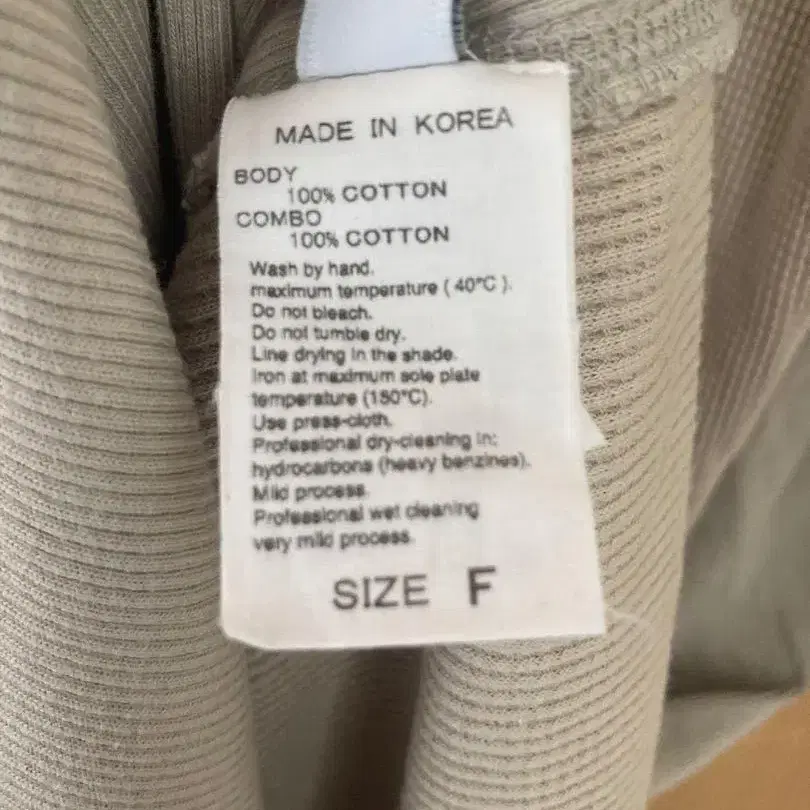 MADE IN KOREA
BODY
100% COTTON
COMBO
100% COTTON
Wash by hand.
maximum temperature ( 40°C ).
Do not bleach.
Do not tumble dry.
Line drying in the shade.
Iron at maximum sole plate
temperature (150°C).
Use press-cloth.
Professional dry-cleaning in:
hydrocarbons (heavy benzines).
Mild process.
Professional wet cleaning
very mild process.
SIZE F